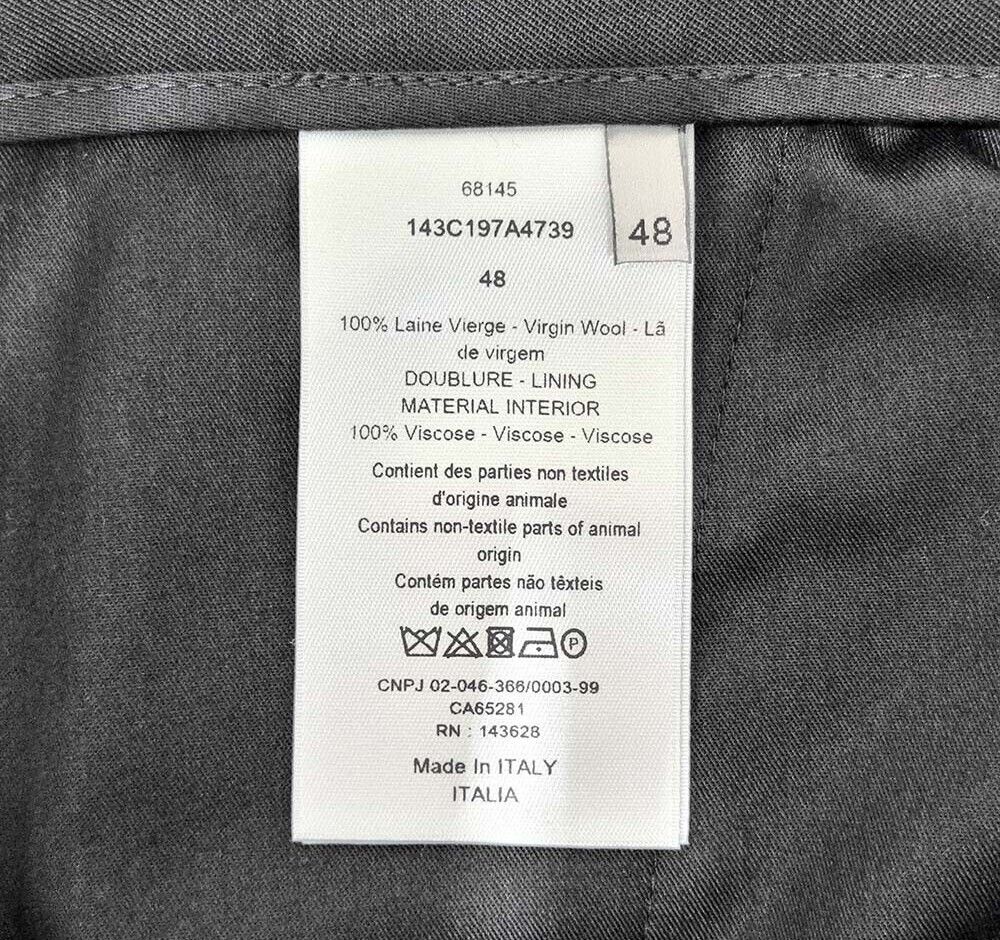 68145
143C197A4739
48
48
100% Laine Vierge - Virgin Wool - Lã
de virgem
DOUBLURE - LINING
MATERIAL INTERIOR
100% Viscose - Viscose - Viscose
Contient des parties non textiles
d'origine animale
Contains non-textile parts of animal
origin
Contém partes não têxteis
de origem animal
P
CNPJ 02-046-366/0003-99
CA65281
RN : 143628
Made In ITALY
ITALIA